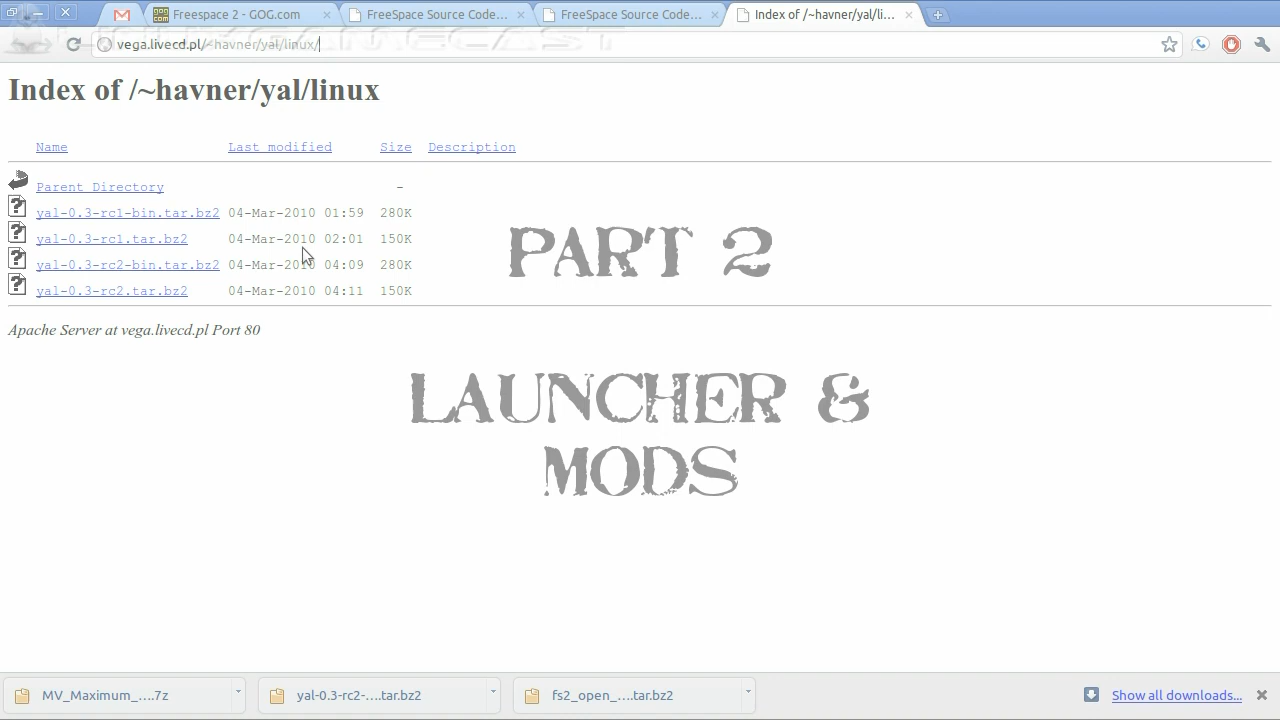 Freespace 2 - GOG.com
FreeSpace Source Code...
FreeSpace Source Code...
Index of /~havner/yal/li...
vega.livecd.pl/~havner/yal/linux/
Index of /~havner/yal/linux
Name Last modified Size Description
Parent Directory -
yal-0.3-rc1-bin.tar.bz2 04-Mar-2010 01:59 280K
yal-0.3-rc1.tar.bz2 04-Mar-2010 02:01 150K
yal-0.3-rc2-bin.tar.bz2 04-Mar-2010 04:09 280K
yal-0.3-rc2.tar.bz2 04-Mar-2010 04:11 150K
Apache Server at vega.livecd.pl Port 80
PART 2
LAUNCHER &
MODS
MV_Maximum_....7z
yal-0.3-rc2-....tar.bz2
fs2_open_....tar.bz2
Show all downloads...